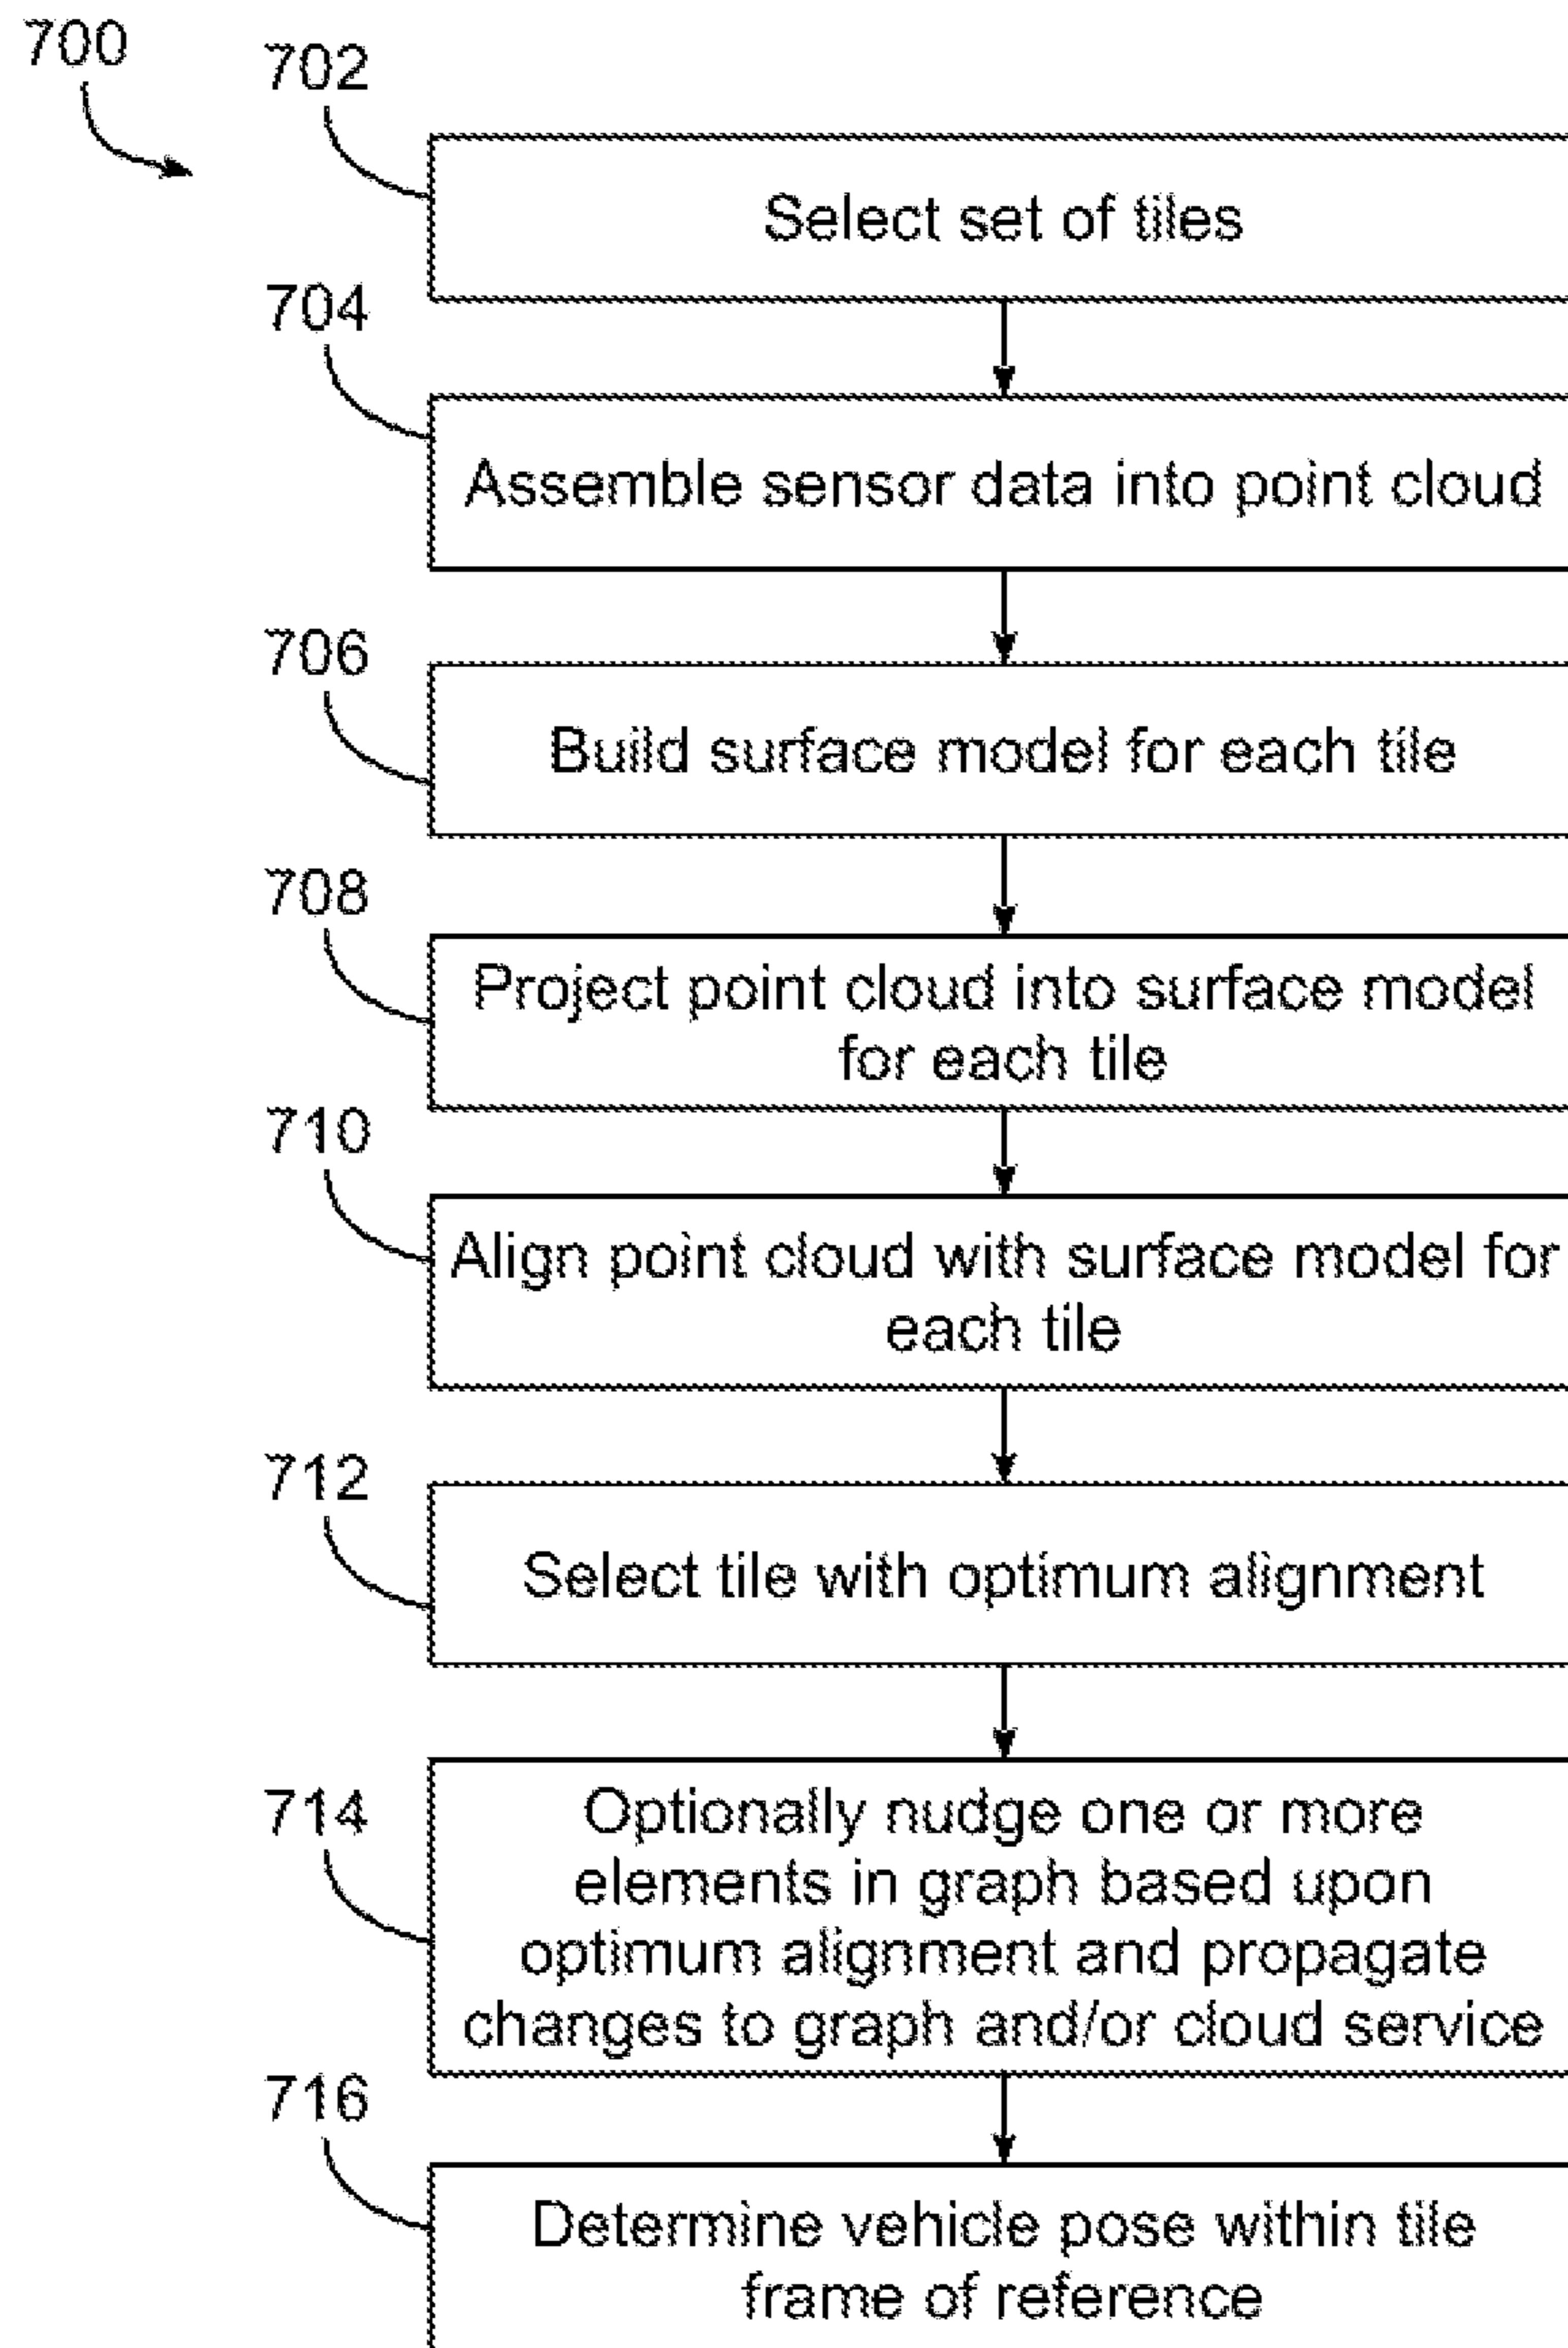 700
702
Select set of tiles
704
Assemble sensor data into point cloud
706
Build surface model for each tile
708
Project point cloud into surface model
for each tile
710
Align point cloud with surface model for
each tile
712
Select tile with optimum alignment
714
Optionally nudge one or more
elements in graph based upon
optimum alignment and propagate
changes to graph and/or cloud service
716
Determine vehicle pose within tile
frame of reference